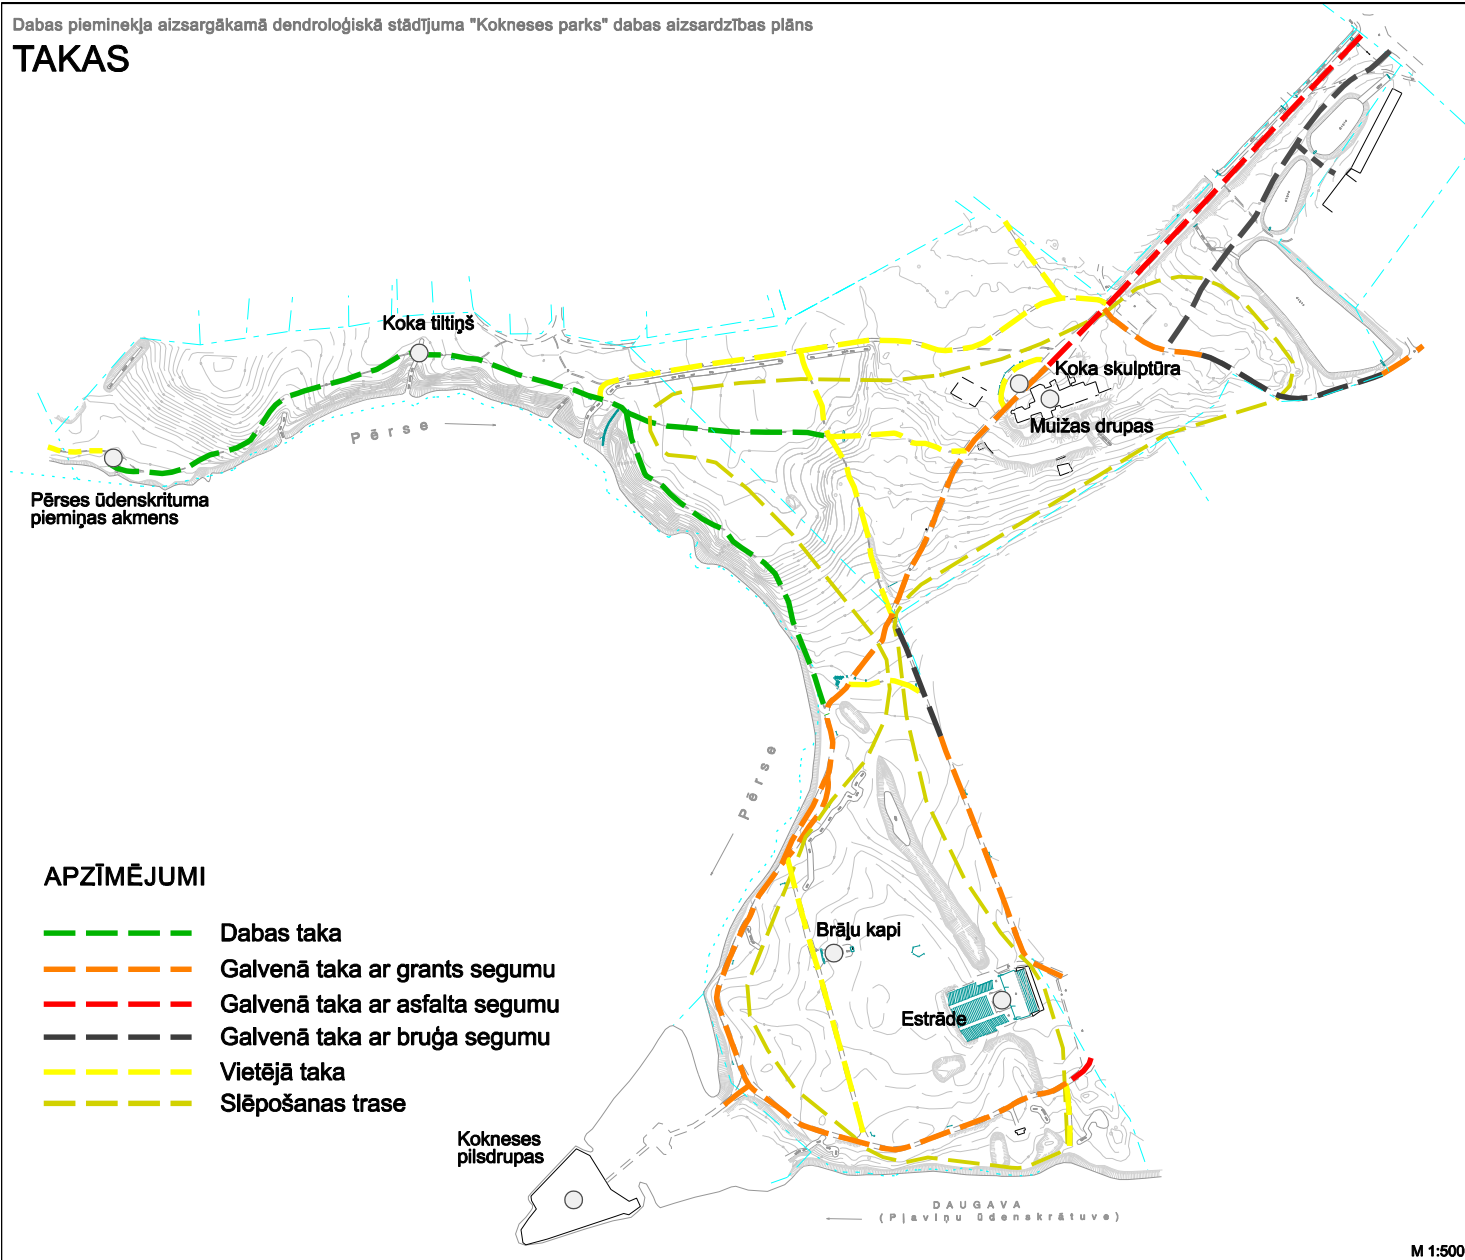 Dabas pieminekļa aizsargākamā dendroloģiskā stādījuma "Kokneses parks" dabas aizsardzības plāns
TAKAS
Koka tiltiņš
Koka skulptūra
Muižas drupas
Pērse
Pērses ūdenskrituma
piemiņas akmens
Pērse
APZĪMĒJUMI
Dabas taka
Galvenā taka ar grants segumu
Galvenā taka ar asfalta segumu
Galvenā taka ar bruģa segumu
Vietējā taka
Slēpošanas trase
Brāļu kapi
Estrāde
Kokneses
pilsdrupas
DAUGAVA
(Pļaviņu ūdenskrātuve)
M 1:500